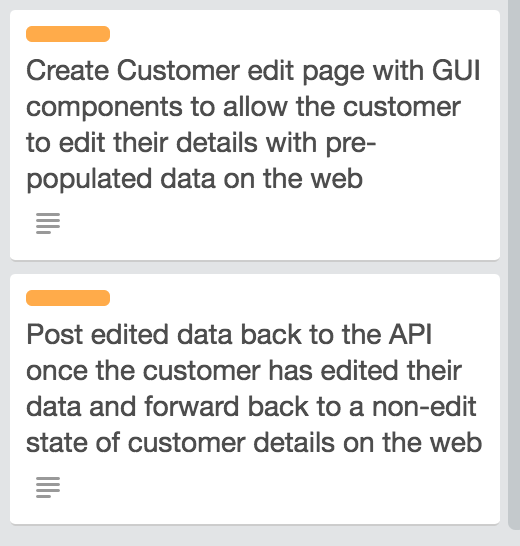 Create Customer edit page with GUI
components to allow the customer
to edit their details with pre-
populated data on the web
Post edited data back to the API
once the customer has edited their
data and forward back to a non-edit
state of customer details on the web